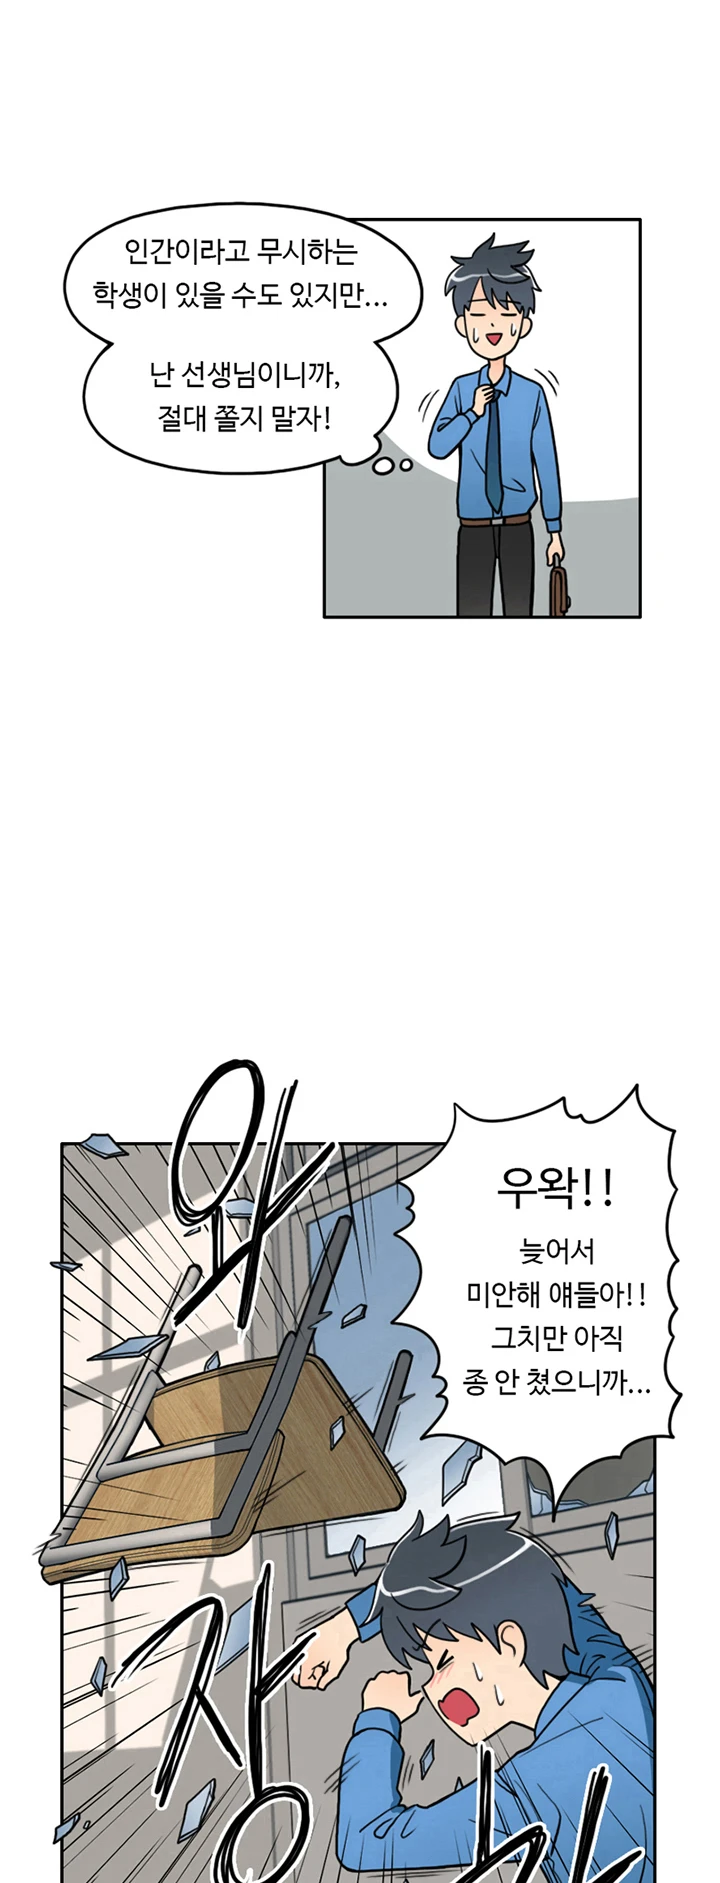 인간이라고 무시하는
학생이 있을 수도 있지만...
난 선생님이니까,
절대 쫄지 말자!
우왁!!
늦어서
미안해 얘들아!!
그치만 아직
종 안 쳤으니까...
와
장